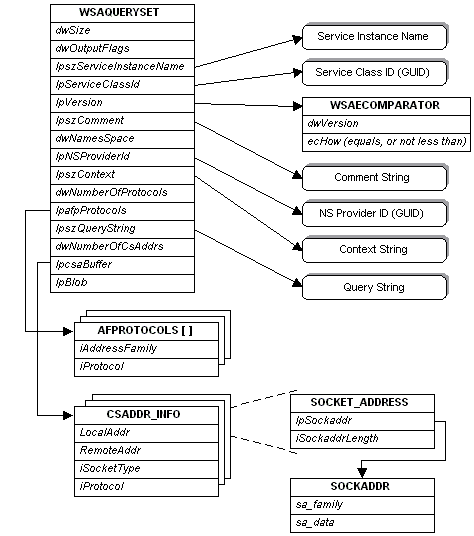 WSAQUERYSET
dwSize
dwOutputFlags
lpszServiceInstanceName
lpServiceClassId
lpVersion
lpszComment
dwNamesSpace
lpNSProviderId
lpszContext
dwNumberOfProtocols
lpafpProtocols
lpszQueryString
dwNumberOfCsAddrs
lpcsaBuffer
lpBlob
Service Instance Name
Service Class ID (GUID)
WSAECOMPARATOR
dwVersion
ecHow (equals, or not less than)
Comment String
NS Provider ID (GUID)
Context String
Query String
AFPROTOCOLS [ ]
iAddressFamily
iProtocol
CSADDR_INFO
LocalAddr
RemoteAddr
iSocketType
iProtocol
SOCKET_ADDRESS
lpSockaddr
iSockaddrLength
SOCKADDR
sa_family
sa_data